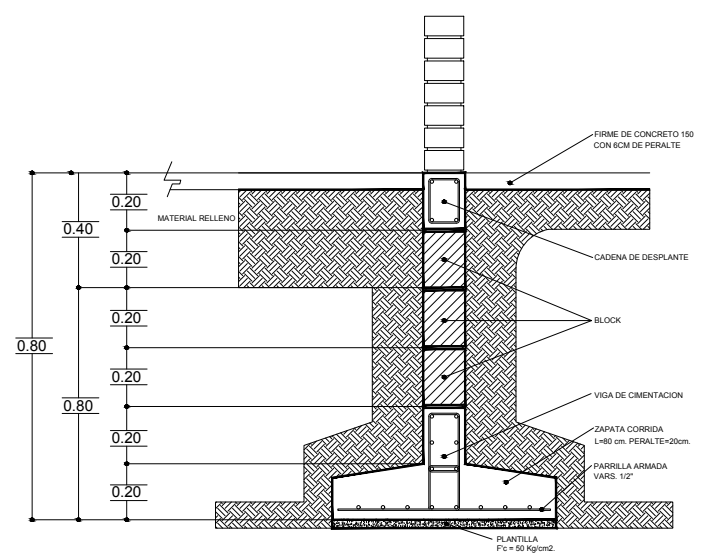 FIRME DE CONCRETO 150
CON 6CM DE PERALTE
0.20
MATERIAL RELLENO
0.40
0.20
CADENA DE DESPLANTE
0.20
BLOCK
0.80
0.20
0.80
VIGA DE CIMENTACION
0.20
ZAPATA CORRIDA
L=80 cm. PERALTE=20cm.
PARRILLA ARMADA
VARS. 1/2"
0.20
PLANTILLA
F'c = 50 Kg/cm2.